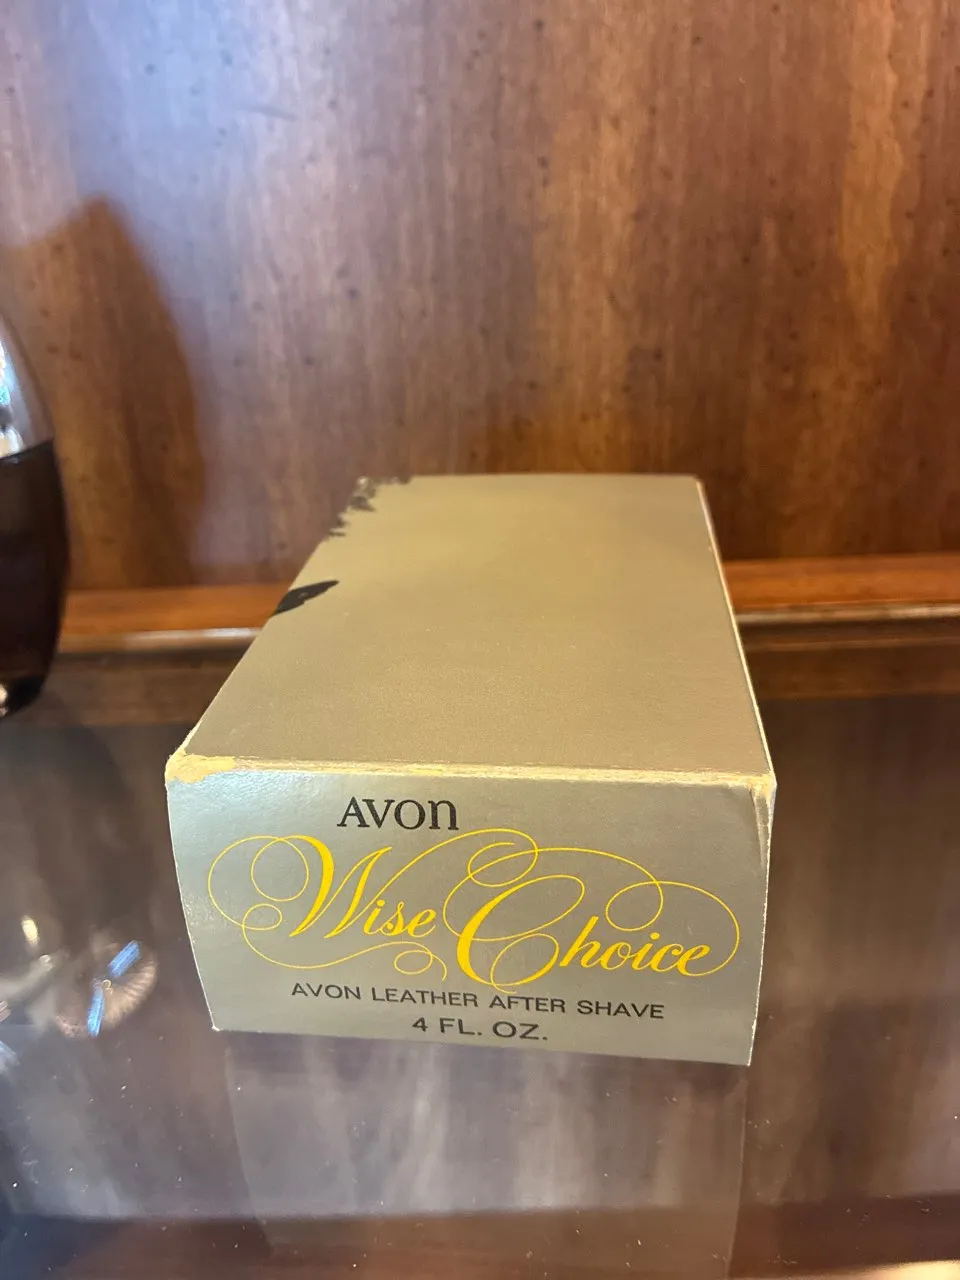 AVON
Wise Choice
AVON LEATHER AFTER SHAVE
4 FL. OZ.